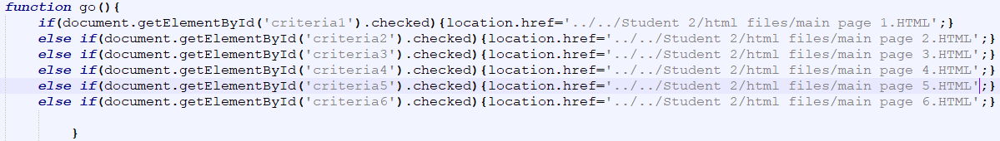 function go(){
if(document.getElementById('criteria1').checked){location.href='../../Student 2/html files/main page 1.HTML';}
else if(document.getElementById('criteria2').checked){location.href='../../Student 2/html files/main page 2.HTML';}
else if(document.getElementById('criteria3').checked){location.href='../../Student 2/html files/main page 3.HTML';}
else if(document.getElementById('criteria4').checked){location.href='../../Student 2/html files/main page 4.HTML';}
else if(document.getElementById('criteria5').checked){location.href='../../Student 2/html files/main page 5.HTML';}
else if(document.getElementById('criteria6').checked){location.href='../../Student 2/html files/main page 6.HTML';}
}